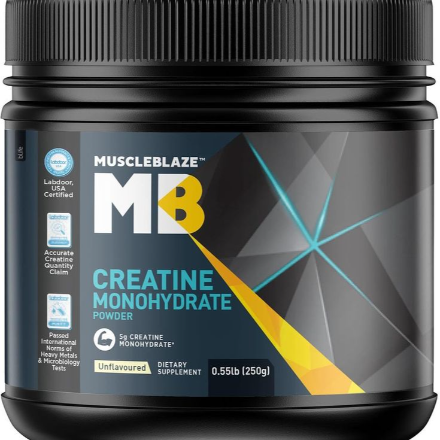 bUfe
MUSCLEBLAZE™
MB
Labdoor,
USA
Certified
Accurate
Creatine
Quantity
Claim
Passed
International
Norms of
Heavy Metals
& Microbiology
Tests
CREATINE
MONOHYDRATE
POWDER
5g CREATINE
MONOHYDRATE*
Unflavoured
DIETARY
SUPPLEMENT
0.55lb (250g)